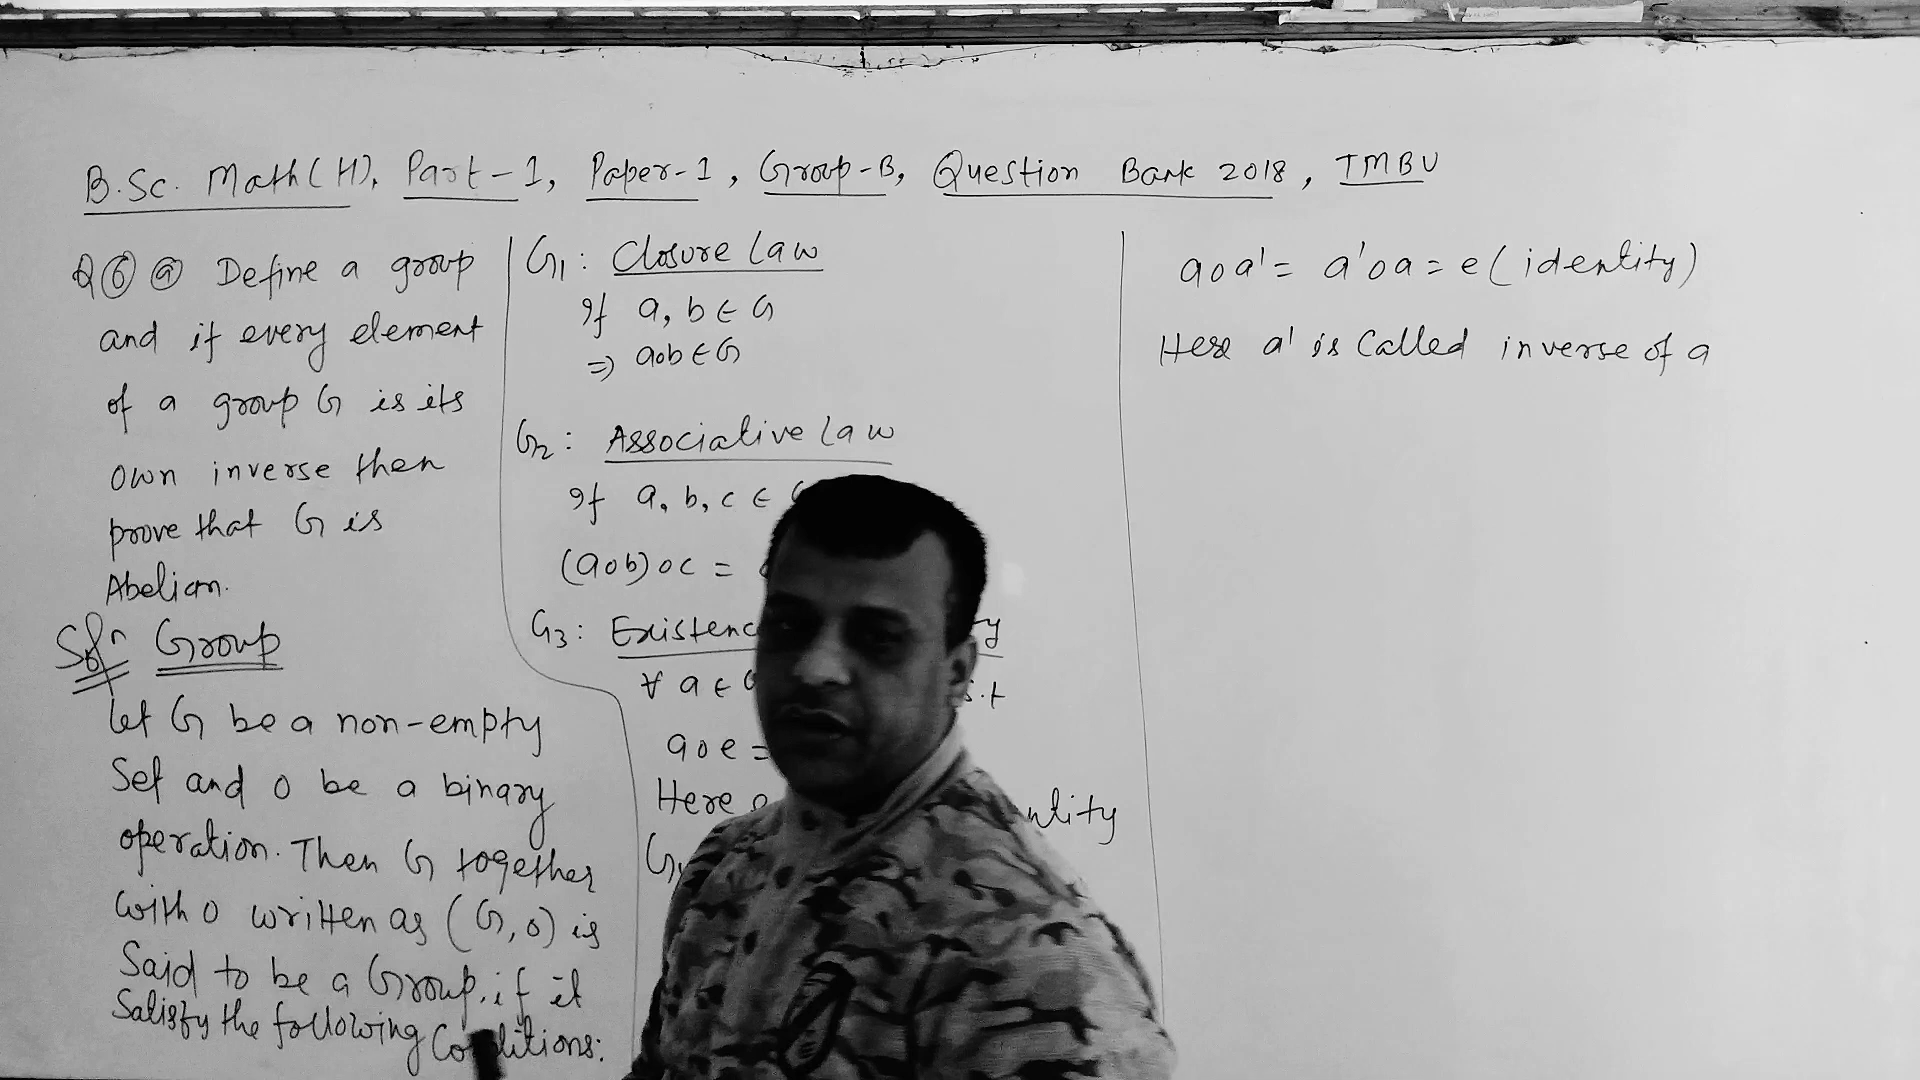 B.Sc. Math(H), Part-1, Paper-1, Group-B, Question Bank 2018, TMBU
Q⑥ ⓐ Define a group
and if every element
of a group G is its
own inverse then
prove that G is
Abelian.
Solⁿ Group
Let G be a non-empty
Set and o be a binary
operation. Then G together
with o written as (G,o) is
Said to be a Group, if it
Satisfy the following Conditions:
G1: Closure Law
If a, b ∈ G
⇒ aob ∈ G
G2: Associative Law
If a, b, c ∈
(aob)oc =
G3:
∀ a ∈ s.t
aoe =
Here
aoa' = a'oa = e (identity)
Here a' is Called inverse of a